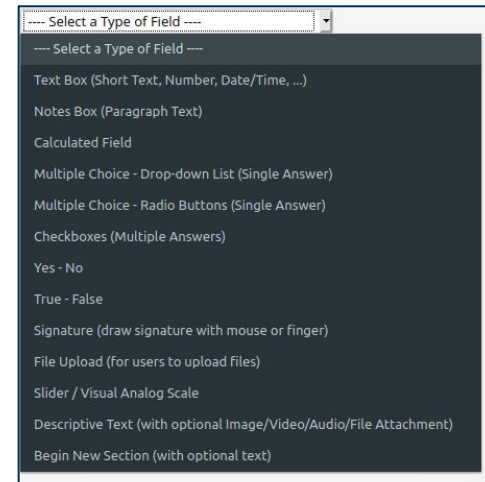 ---- Select a Type of Field ----
---- Select a Type of Field ----
Text Box (Short Text, Number, Date/Time, ...)
Notes Box (Paragraph Text)
Calculated Field
Multiple Choice - Drop-down List (Single Answer)
Multiple Choice - Radio Buttons (Single Answer)
Checkboxes (Multiple Answers)
Yes - No
True - False
Signature (draw signature with mouse or finger)
File Upload (for users to upload files)
Slider / Visual Analog Scale
Descriptive Text (with optional Image/Video/Audio/File Attachment)
Begin New Section (with optional text)